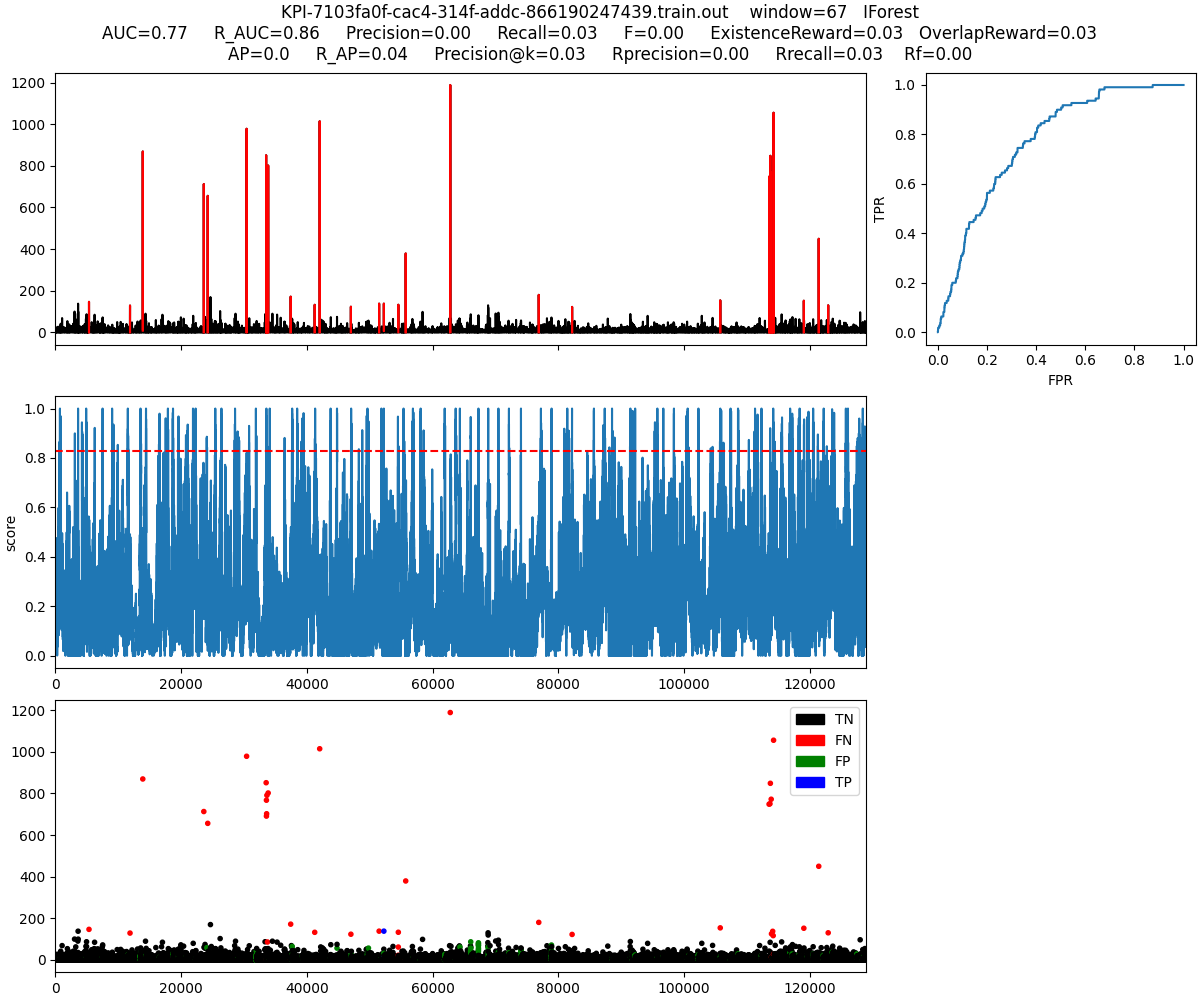 KPI-7103fa0f-cac4-314f-addc-866190247439.train.out    window=67   IForest
AUC=0.77     R_AUC=0.86     Precision=0.00     Recall=0.03     F=0.00     ExistenceReward=0.03   OverlapReward=0.03
AP=0.0     R_AP=0.04     Precision@k=0.03     Rprecision=0.00     Rrecall=0.03     Rf=0.00
1200
1000
800
600
400
200
0
1.0
0.8
0.6
0.4
0.2
0.0
TPR
0.0 0.2 0.4 0.6 0.8 1.0
FPR
1.0
0.8
0.6
0.4
0.2
0.0
score
0 20000 40000 60000 80000 100000 120000
1200
1000
800
600
400
200
0
TN
FN
FP
TP
0 20000 40000 60000 80000 100000 120000